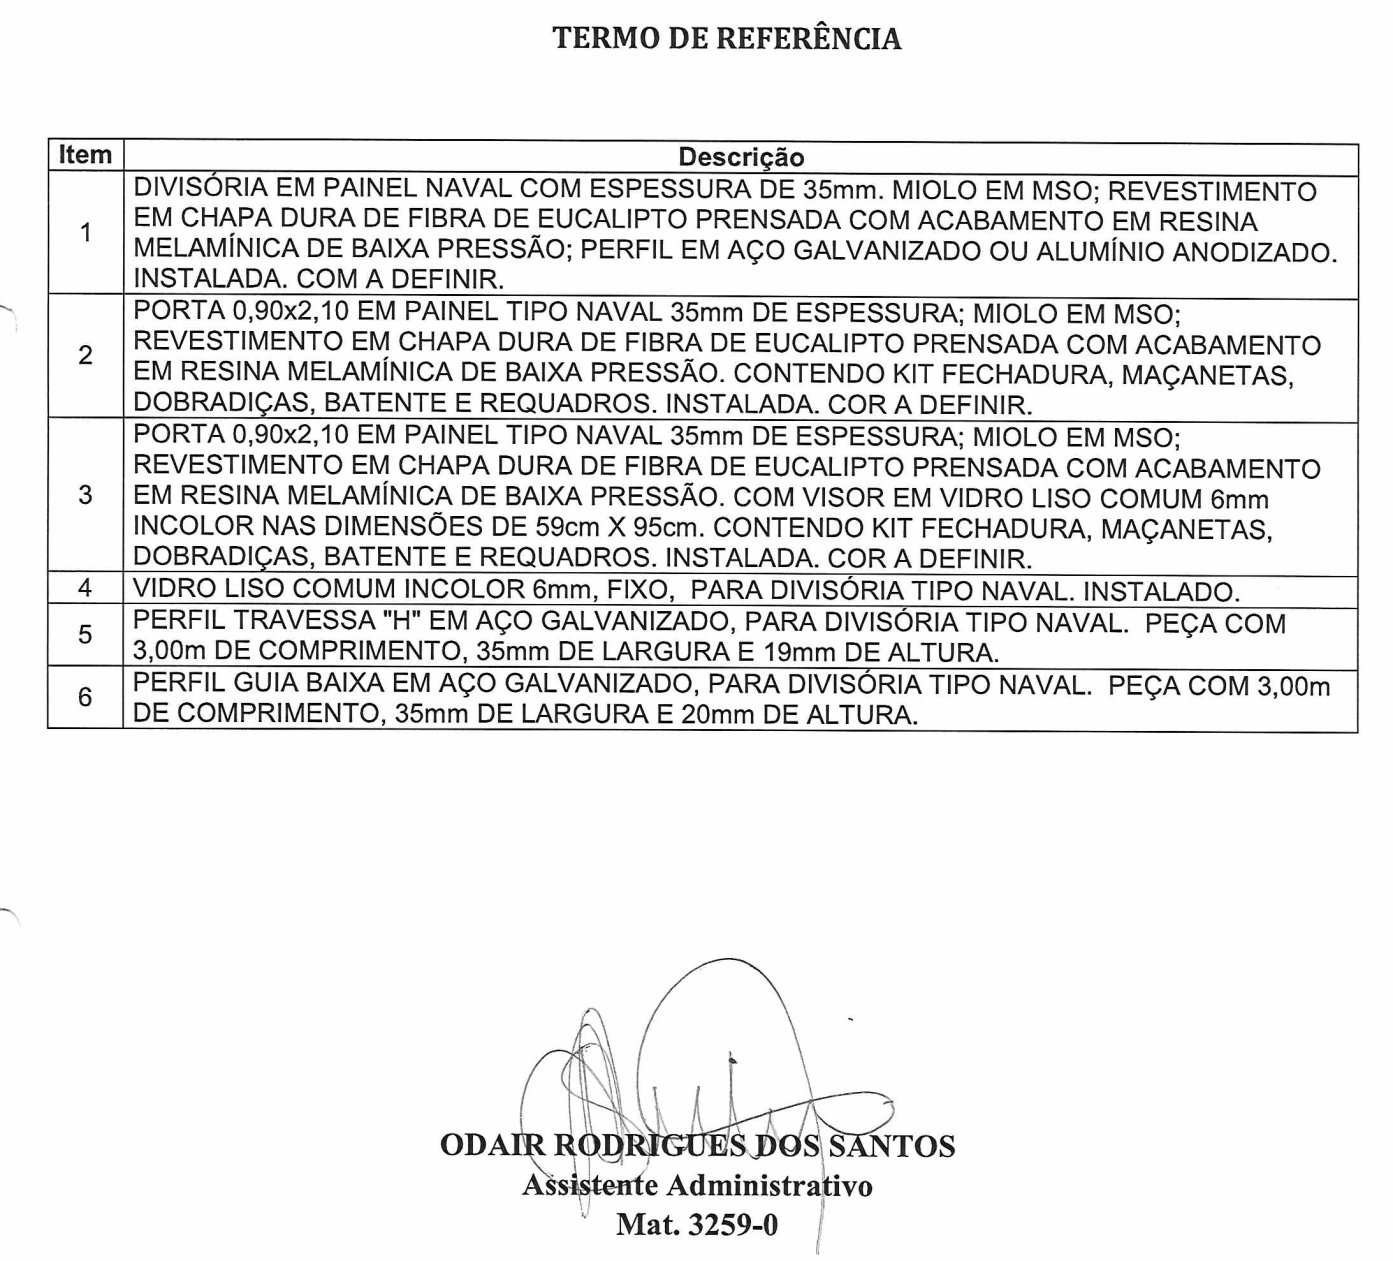 TERMO DE REFERÊNCIA
Item Descrição
1 DIVISÓRIA EM PAINEL NAVAL COM ESPESSURA DE 35mm. MIOLO EM MSO; REVESTIMENTO
EM CHAPA DURA DE FIBRA DE EUCALIPTO PRENSADA COM ACABAMENTO EM RESINA
MELAMÍNICA DE BAIXA PRESSÃO; PERFIL EM AÇO GALVANIZADO OU ALUMÍNIO ANODIZADO.
INSTALADA. COM A DEFINIR.
2 PORTA 0,90x2,10 EM PAINEL TIPO NAVAL 35mm DE ESPESSURA; MIOLO EM MSO;
REVESTIMENTO EM CHAPA DURA DE FIBRA DE EUCALIPTO PRENSADA COM ACABAMENTO
EM RESINA MELAMÍNICA DE BAIXA PRESSÃO. CONTENDO KIT FECHADURA, MAÇANETAS,
DOBRADIÇAS, BATENTE E REQUADROS. INSTALADA. COR A DEFINIR.
3 PORTA 0,90x2,10 EM PAINEL TIPO NAVAL 35mm DE ESPESSURA; MIOLO EM MSO;
REVESTIMENTO EM CHAPA DURA DE FIBRA DE EUCALIPTO PRENSADA COM ACABAMENTO
EM RESINA MELAMÍNICA DE BAIXA PRESSÃO. COM VISOR EM VIDRO LISO COMUM 6mm
INCOLOR NAS DIMENSÕES DE 59cm X 95cm. CONTENDO KIT FECHADURA, MAÇANETAS,
DOBRADIÇAS, BATENTE E REQUADROS. INSTALADA. COR A DEFINIR.
4 VIDRO LISO COMUM INCOLOR 6mm, FIXO, PARA DIVISÓRIA TIPO NAVAL. INSTALADO.
5 PERFIL TRAVESSA "H" EM AÇO GALVANIZADO, PARA DIVISÓRIA TIPO NAVAL. PEÇA COM
3,00m DE COMPRIMENTO, 35mm DE LARGURA E 19mm DE ALTURA.
6 PERFIL GUIA BAIXA EM AÇO GALVANIZADO, PARA DIVISÓRIA TIPO NAVAL. PEÇA COM 3,00m
DE COMPRIMENTO, 35mm DE LARGURA E 20mm DE ALTURA.
ODAIR RODRIGUES DOS SANTOS
Assistente Administrativo
Mat. 3259-0